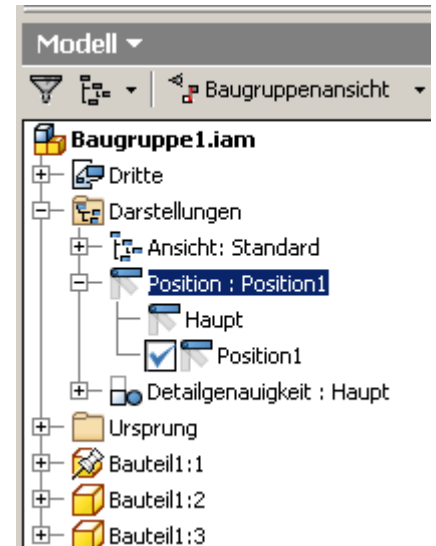 Modell
Baugruppenansicht
Baugruppe1.iam
Dritte
Darstellungen
Ansicht: Standard
Position : Position1
Haupt
Position1
Detailgenauigkeit : Haupt
Ursprung
Bauteil1:1
Bauteil1:2
Bauteil1:3